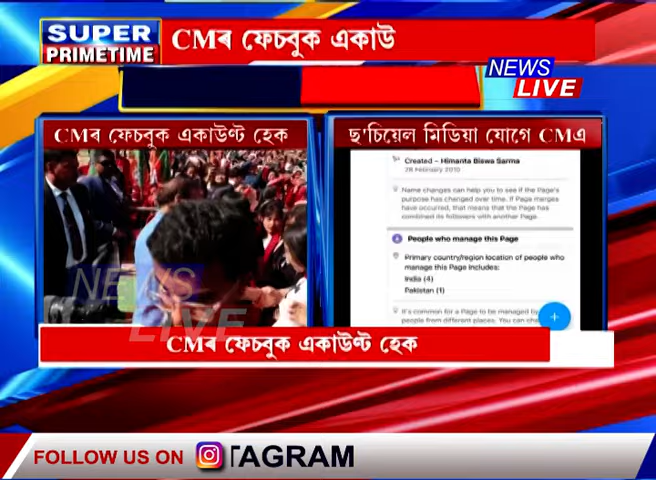 SUPER
PRIMETIME
CMৰ ফেচবুক একাউ
NEWS
LIVE
CMৰ ফেচবুক একাউণ্ট হেক
ছ'চিয়েল মিডিয়া যোগে CMএ
Created – Himanta Biswa Sarma
28 February 2010
Name changes can help you to see if the Page's
purpose has changed over time. If Page merges
have occurred, that means that the Page has
combined its followers with another Page.
People who manage this Page
Primary country/region location of people who
manage this Page includes:
India (4)
Pakistan (1)
It's common for a Page to be managed by
people from different places. You can
NEWS
LIVE
CMৰ ফেচবুক একাউণ্ট হেক
FOLLOW US ON
TAGRAM